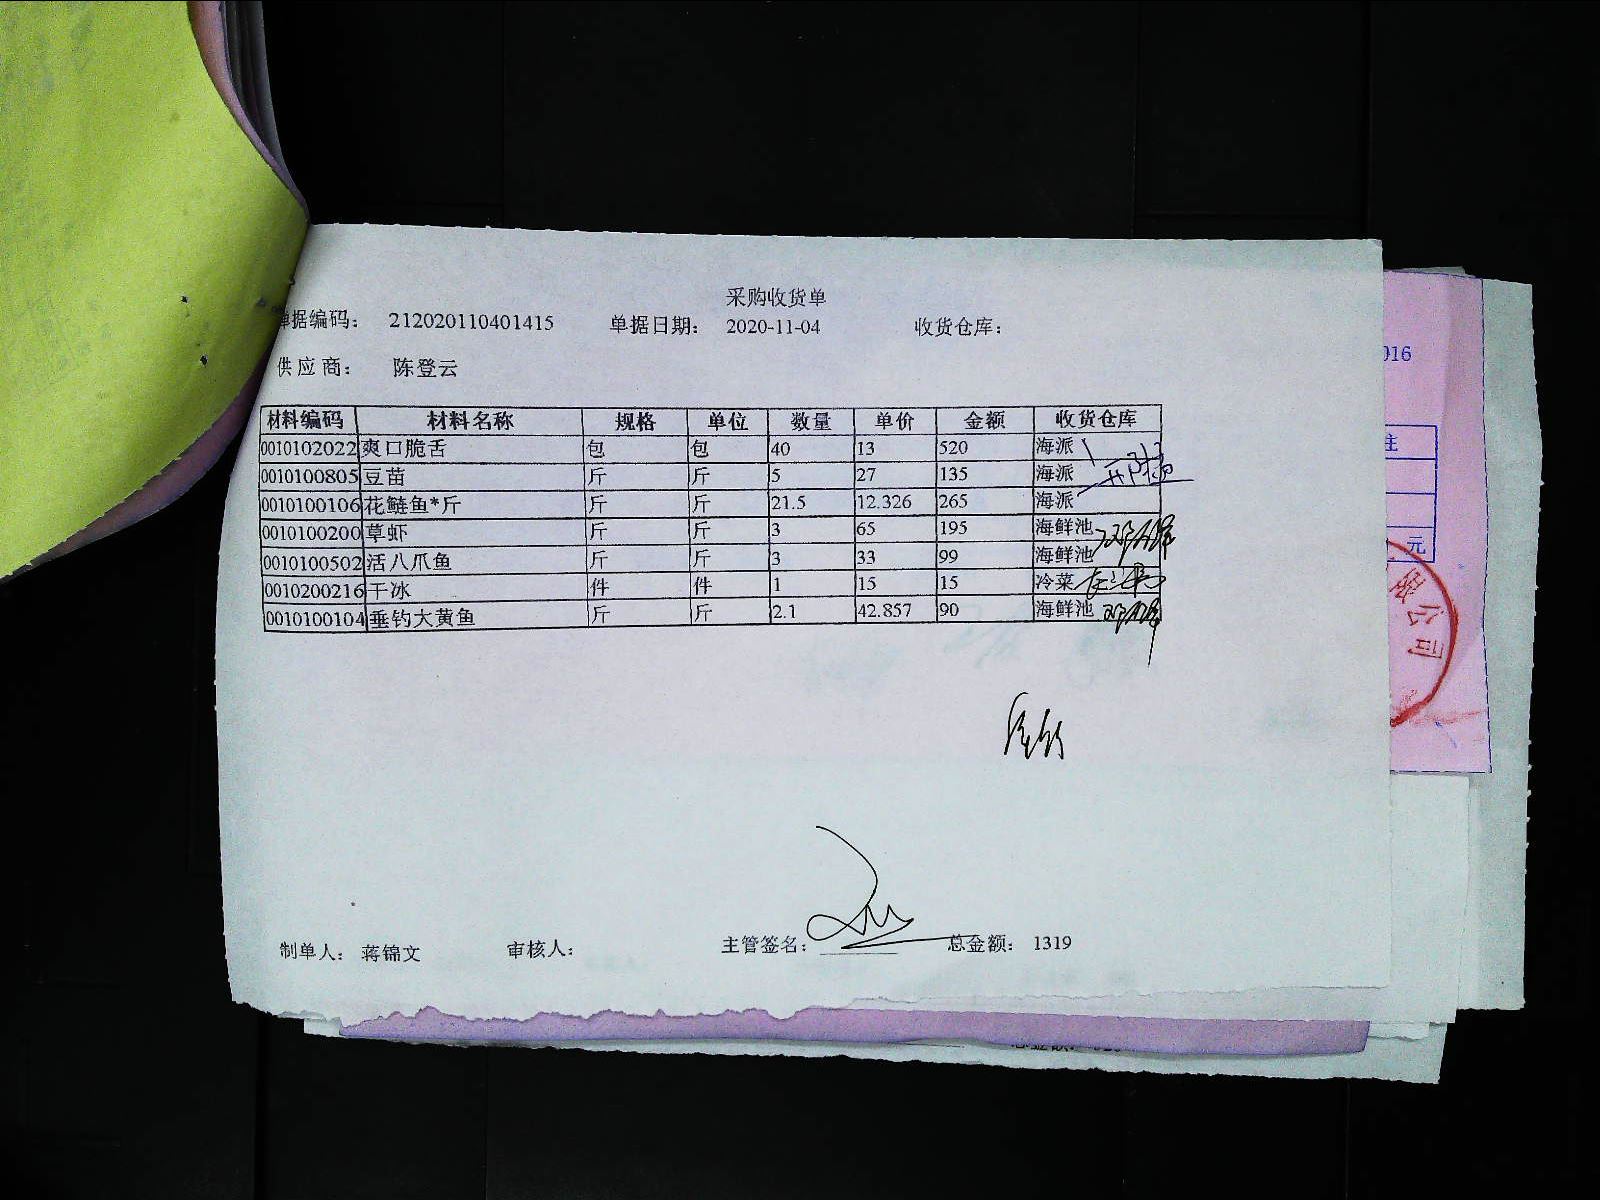 采购收货单
单据编码： 212020110401415 单据日期： 2020-11-04 收货仓库：
供应商： 陈登云
材料编码 材料名称 规格 单位 数量 单价 金额 收货仓库
0010102022 爽口脆舌 包 包 40 13 520 海派
0010100805 豆苗 斤 斤 5 27 135 海派
0010100106 花鲢鱼*斤 斤 斤 21.5 12.326 265 海派
0010100200 草虾 斤 斤 3 65 195 海鲜池
0010100502 活八爪鱼 斤 斤 3 33 99 海鲜池
0010200216 干冰 件 件 1 15 15 冷菜
0010100104 垂钓大黄鱼 斤 斤 2.1 42.857 90 海鲜池
制单人： 蒋锦文 审核人： 主管签名： 总金额： 1319
016
元
公司